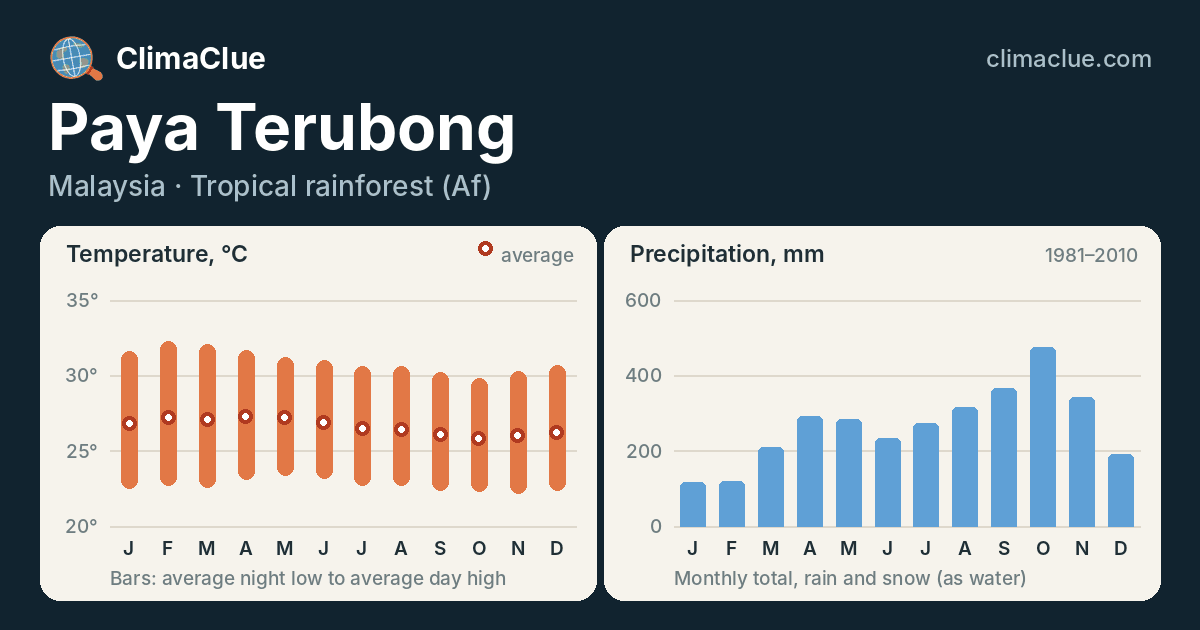 ClimaClue
climaclue.com
Paya Terubong
Malaysia · Tropical rainforest (Af)
Temperature, °C
average
35°
30°
25°
20°
J F M A M J J A S O N D
Bars: average night low to average day high
Precipitation, mm
1981–2010
600
400
200
0
J F M A M J J A S O N D
Monthly total, rain and snow (as water)